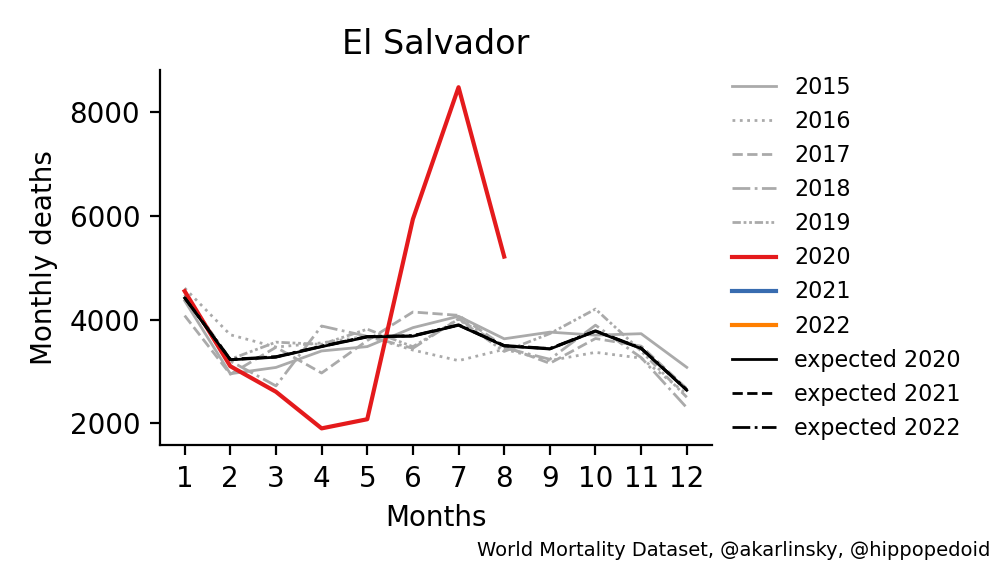 El Salvador
Monthly deaths
8000
6000
4000
2000
1 2 3 4 5 6 7 8 9 10 11 12
Months
2015
2016
2017
2018
2019
2020
2021
2022
expected 2020
expected 2021
expected 2022
World Mortality Dataset, @akarlinsky, @hippopedoid